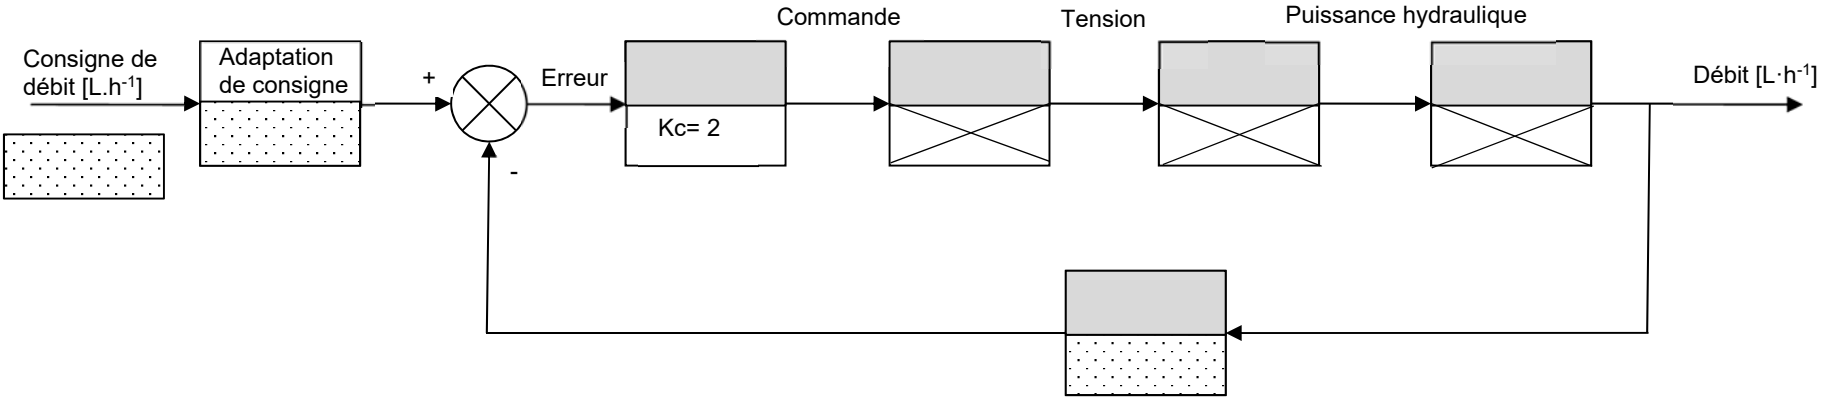 Commande
Tension
Puissance hydraulique
Consigne de
débit [L.h-1]
Adaptation
de consigne
+
Erreur
Kc= 2
Débit [L·h-1]
-